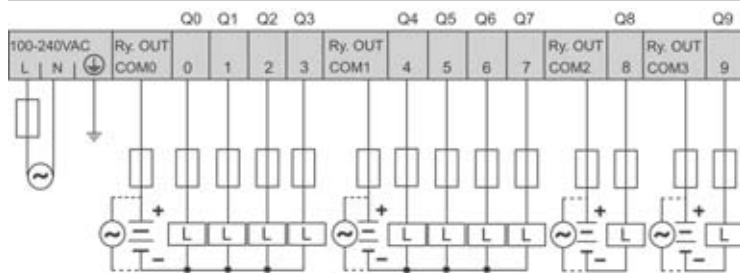 Q0 Q1 Q2 Q3 Q4 Q5 Q6 Q7 Q8 Q9
100-240VAC Ry. OUT Ry. OUT Ry. OUT Ry. OUT
L N COM0 0 1 2 3 COM1 4 5 6 7 COM2 8 COM3 9
+ + + +
L L L L L L L L L L
- - - -